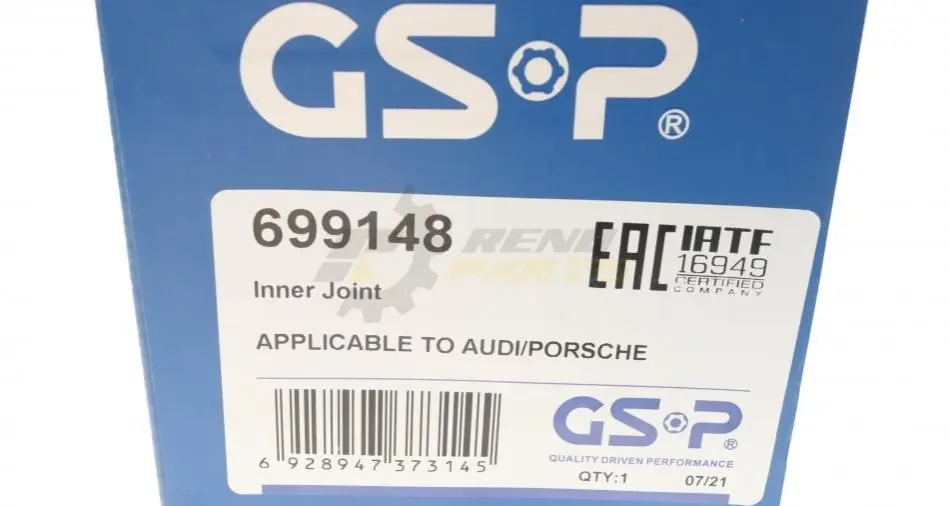 GSP®
699148
EAC
IATF
16949
CERTIFIED
COMPANY
Inner Joint
APPLICABLE TO AUDI/PORSCHE
6 928947 373145
GSP®
QUALITY DRIVEN PERFORMANCE
QTY:1 07/21